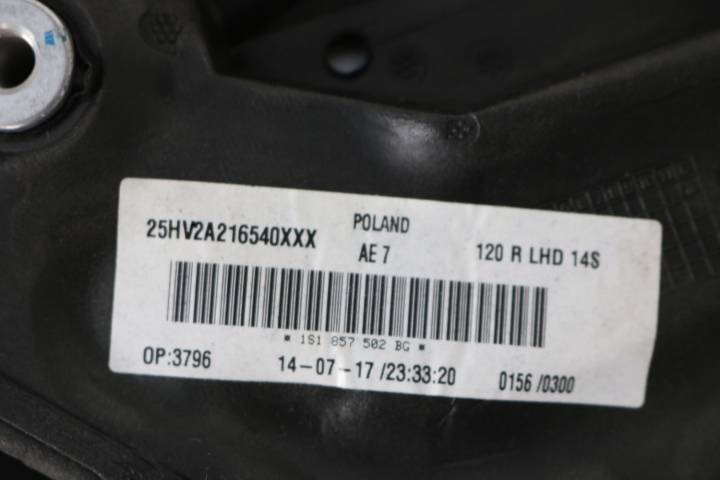 25HV2A216540XXX
POLAND
AE 7
120 R LHD 14S
* 1S1 857 502 BG *
OP:3796
14-07-17 /23:33:20
0156 /0300